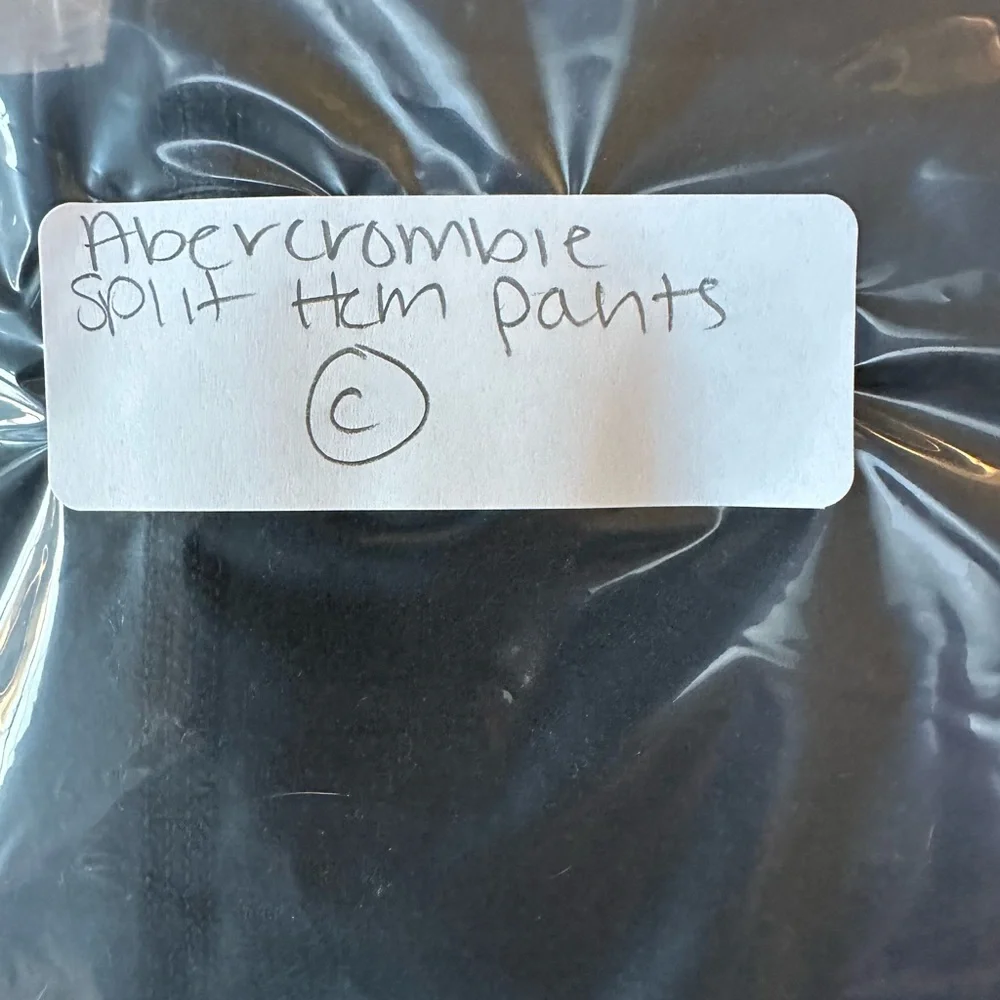 Abercrombie
split Hem pants
C